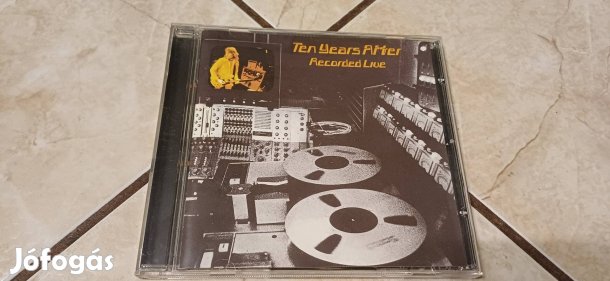 Ten Years After
Recorded Live
Jófogás